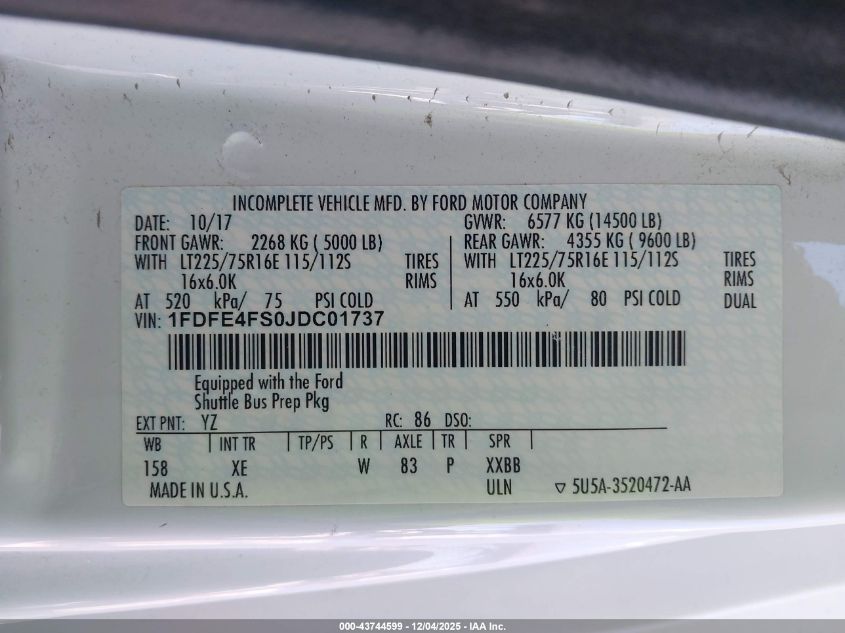 INCOMPLETE VEHICLE MFD. BY FORD MOTOR COMPANY
DATE: 10/17 GVWR: 6577 KG (14500 LB)
FRONT GAWR: 2268 KG ( 5000 LB) REAR GAWR: 4355 KG ( 9600 LB)
WITH LT225/75R16E 115/112S TIRES WITH LT225/75R16E 115/112S TIRES
16x6.0K RIMS 16x6.0K RIMS
AT 520 kPa/ 75 PSI COLD AT 550 kPa/ 80 PSI COLD DUAL
VIN: 1FDFE4FS0JDC01737
Equipped with the Ford
Shuttle Bus Prep Pkg
EXT PNT: YZ RC: 86 DSO:
WB INT TR TP/PS R AXLE TR SPR
158 XE W 83 P XXBB
MADE IN U.S.A. ULN ▽ 5U5A-3520472-AA
000-43744599 - 12/04/2025 - IAA Inc.